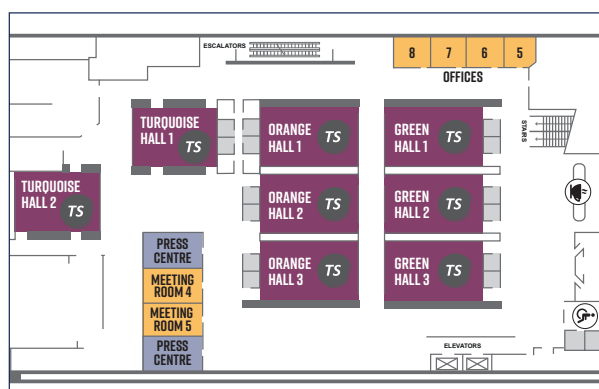 ESCALATORS
8
7
6
5
OFFICES
TURQUOISE
HALL 1
TS
ORANGE
HALL 1
TS
GREEN
HALL 1
TS
STAIRS
TURQUOISE
HALL 2
TS
ORANGE
HALL 2
TS
GREEN
HALL 2
TS
PRESS
CENTRE
MEETING
ROOM 4
MEETING
ROOM 5
PRESS
CENTRE
ORANGE
HALL 3
TS
GREEN
HALL 3
TS
ELEVATORS